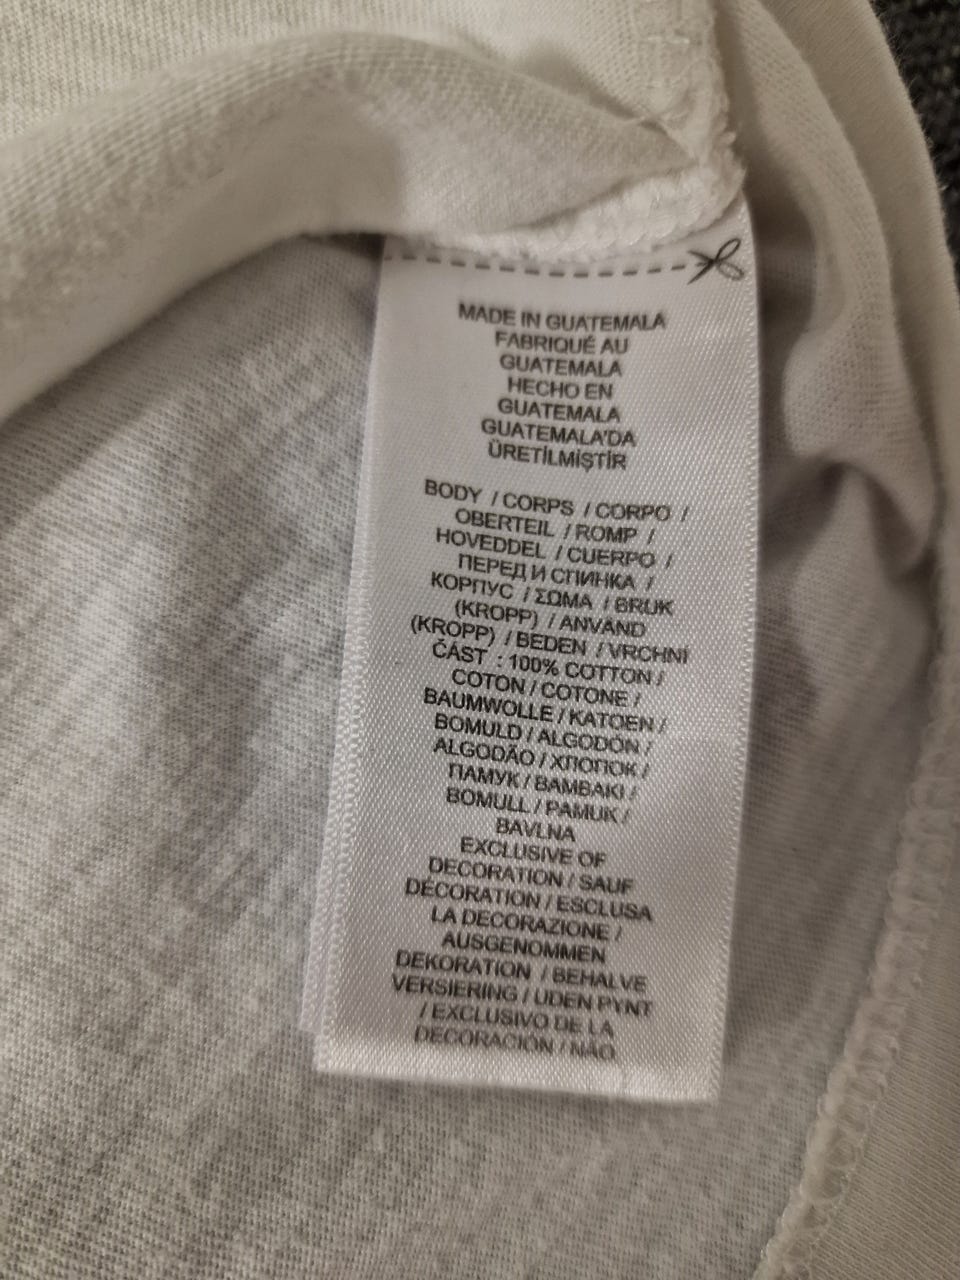 MADE IN GUATEMALA
FABRIQUÉ AU
GUATEMALA
HECHO EN
GUATEMALA
GUATEMALA'DA
ÜRETİLMİŞTİR
BODY / CORPS / CORPO /
OBERTEIL / ROMP /
HOVEDDEL / CUERPO /
ПЕРЕД И СПИНКА /
КОРПУС / ΣΩΜΑ / BRUK
(KROPP) / ANVÄND
(KROPP) / BEDEN / VRCHNÍ
ČÁST : 100% COTTON /
COTON / COTONE /
BAUMWOLLE / KATOEN /
BOMULD / ALGODÓN /
ALGODÃO / ХЛОПОК /
ПАМУК / BAMBAKI /
BOMULL / PAMUK /
BAVLNA
EXCLUSIVE OF
DECORATION / SAUF
DÉCORATION / ESCLUSA
LA DECORAZIONE /
AUSGENOMMEN
DEKORATION / BEHALVE
VERSIERING / UDEN PYNT
/ EXCLUSIVO DE LA
DECORACIÓN / NÃO